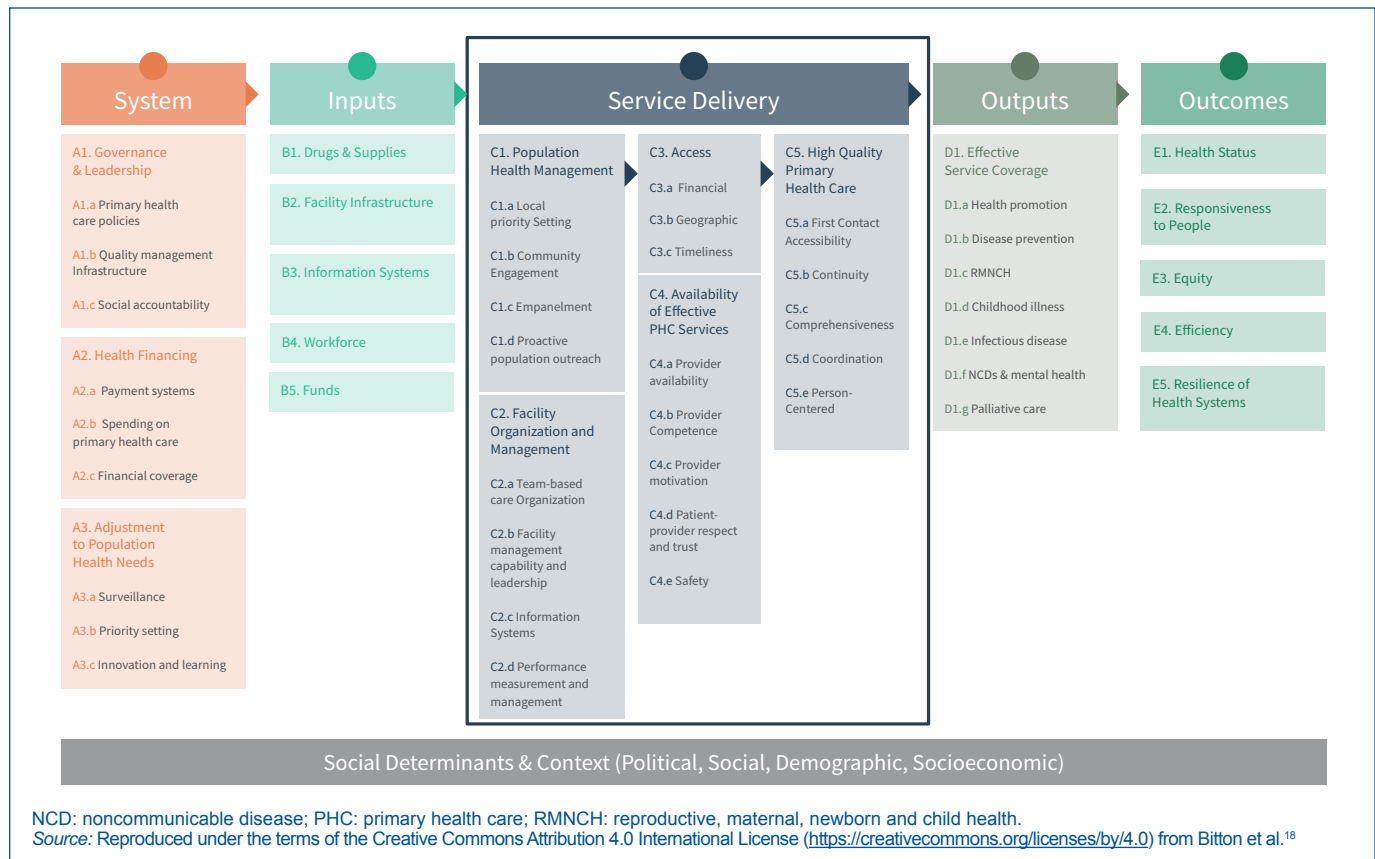 System
Inputs
Service Delivery
Outputs
Outcomes
A1. Governance
& Leadership
A1.a Primary health
care policies
A1.b Quality management
Infrastructure
A1.c Social accountability
A2. Health Financing
A2.a Payment systems
A2.b Spending on
primary health care
A2.c Financial coverage
A3. Adjustment
to Population
Health Needs
A3.a Surveillance
A3.b Priority setting
A3.c Innovation and learning
B1. Drugs & Supplies
B2. Facility Infrastructure
B3. Information Systems
B4. Workforce
B5. Funds
C1. Population
Health Management
C1.a Local
priority Setting
C1.b Community
Engagement
C1.c Empanelment
C1.d Proactive
population outreach
C2. Facility
Organization and
Management
C2.a Team-based
care Organization
C2.b Facility
management
capability and
leadership
C2.c Information
Systems
C2.d Performance
measurement and
management
C3. Access
C3.a Financial
C3.b Geographic
C3.c Timeliness
C4. Availability
of Effective
PHC Services
C4.a Provider
availability
C4.b Provider
Competence
C4.c Provider
motivation
C4.d Patient-
provider respect
and trust
C4.e Safety
C5. High Quality
Primary
Health Care
C5.a First Contact
Accessibility
C5.b Continuity
C5.c
Comprehensiveness
C5.d Coordination
C5.e Person-
Centered
D1. Effective
Service Coverage
D1.a Health promotion
D1.b Disease prevention
D1.c RMNCH
D1.d Childhood illness
D1.e Infectious disease
D1.f NCDs & mental health
D1.g Palliative care
E1. Health Status
E2. Responsiveness
to People
E3. Equity
E4. Efficiency
E5. Resilience of
Health Systems
Social Determinants & Context (Political, Social, Demographic, Socioeconomic)
NCD: noncommunicable disease; PHC: primary health care; RMNCH: reproductive, maternal, newborn and child health.
Source: Reproduced under the terms of the Creative Commons Attribution 4.0 International License (https://creativecommons.org/licenses/by/4.0) from Bitton et al.18